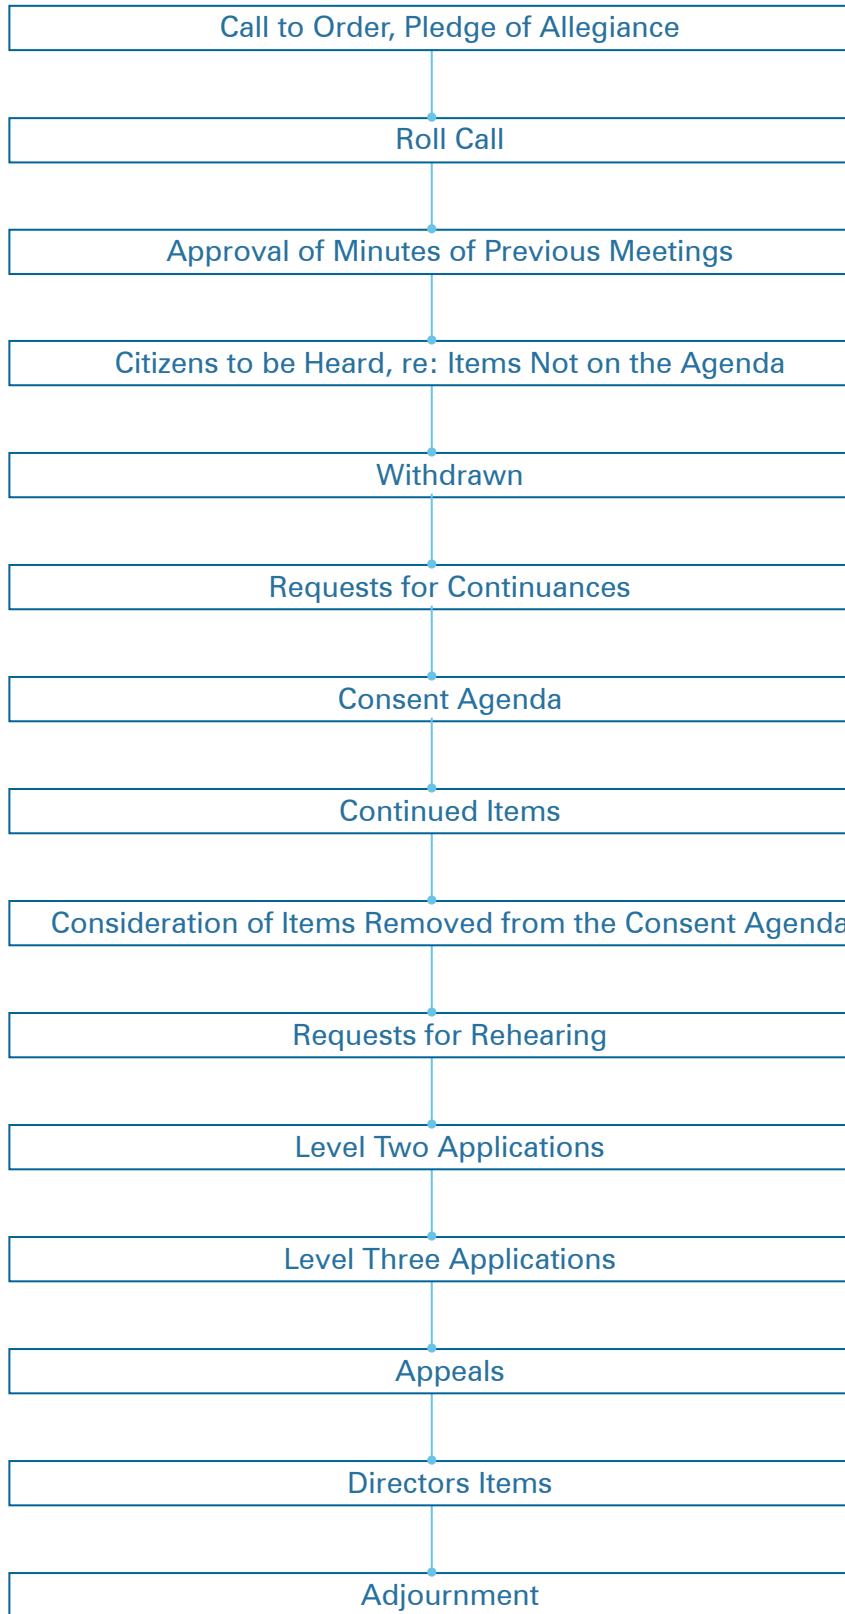 Call to Order, Pledge of Allegiance
Roll Call
Approval of Minutes of Previous Meetings
Citizens to be Heard, re: Items Not on the Agenda
Withdrawn
Requests for Continuances
Consent Agenda
Continued Items
Consideration of Items Removed from the Consent Agenda
Requests for Rehearing
Level Two Applications
Level Three Applications
Appeals
Directors Items
Adjournment